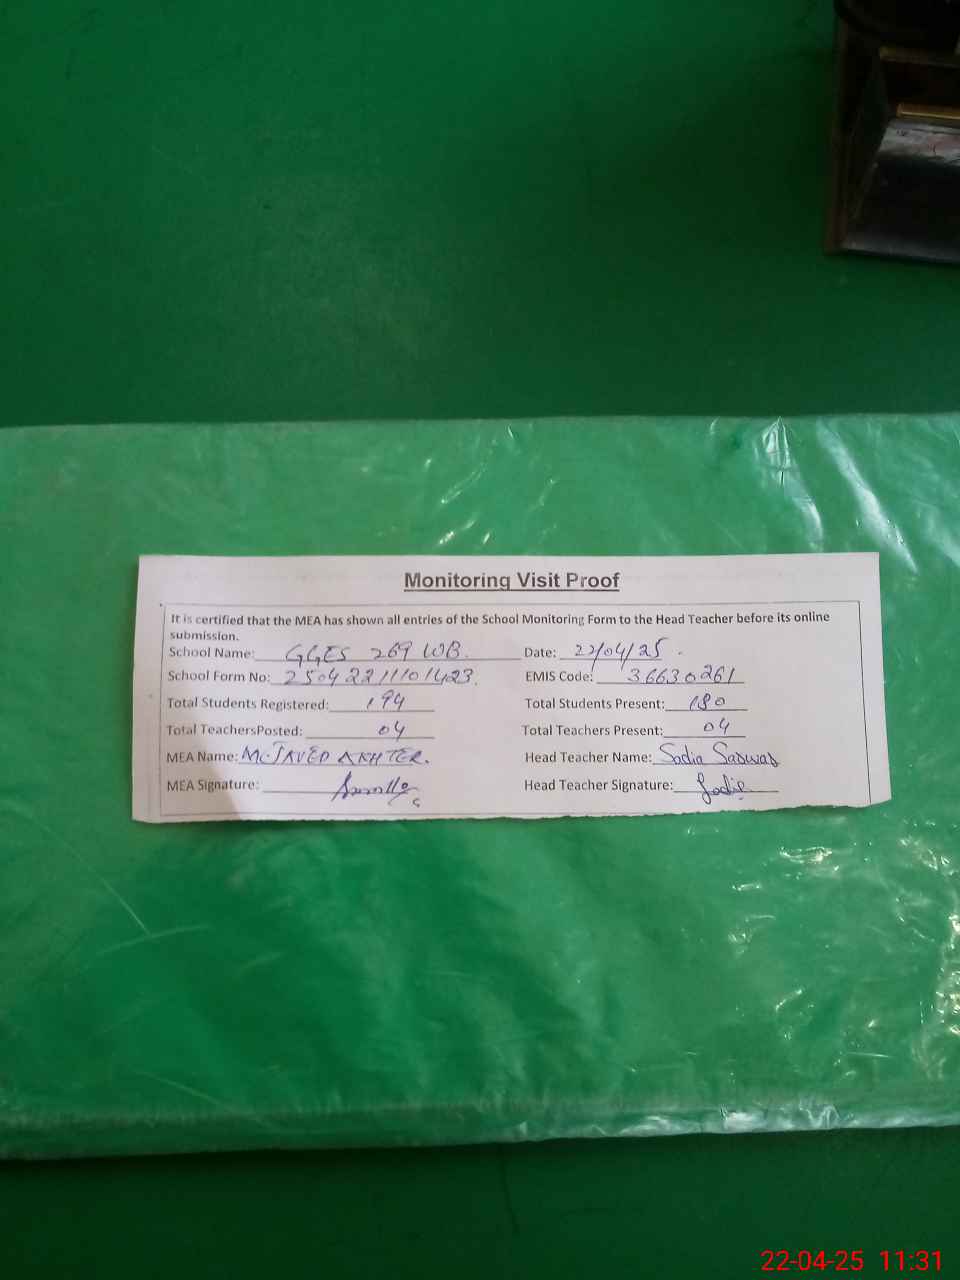 Monitoring Visit Proof
It is certified that the MEA has shown all entries of the School Monitoring Form to the Head Teacher before its online
submission.
School Name: GGES 269 WB. Date: 22/04/25.
School Form No: 25042211101423. EMIS Code: 36630261
Total Students Registered: 194 Total Students Present: 180
Total TeachersPosted: 04 Total Teachers Present: 04
MEA Name: M. JAVED AKHTER. Head Teacher Name: Sadia Sarwar
MEA Signature: Head Teacher Signature: Sadia
22-04-25 11:31